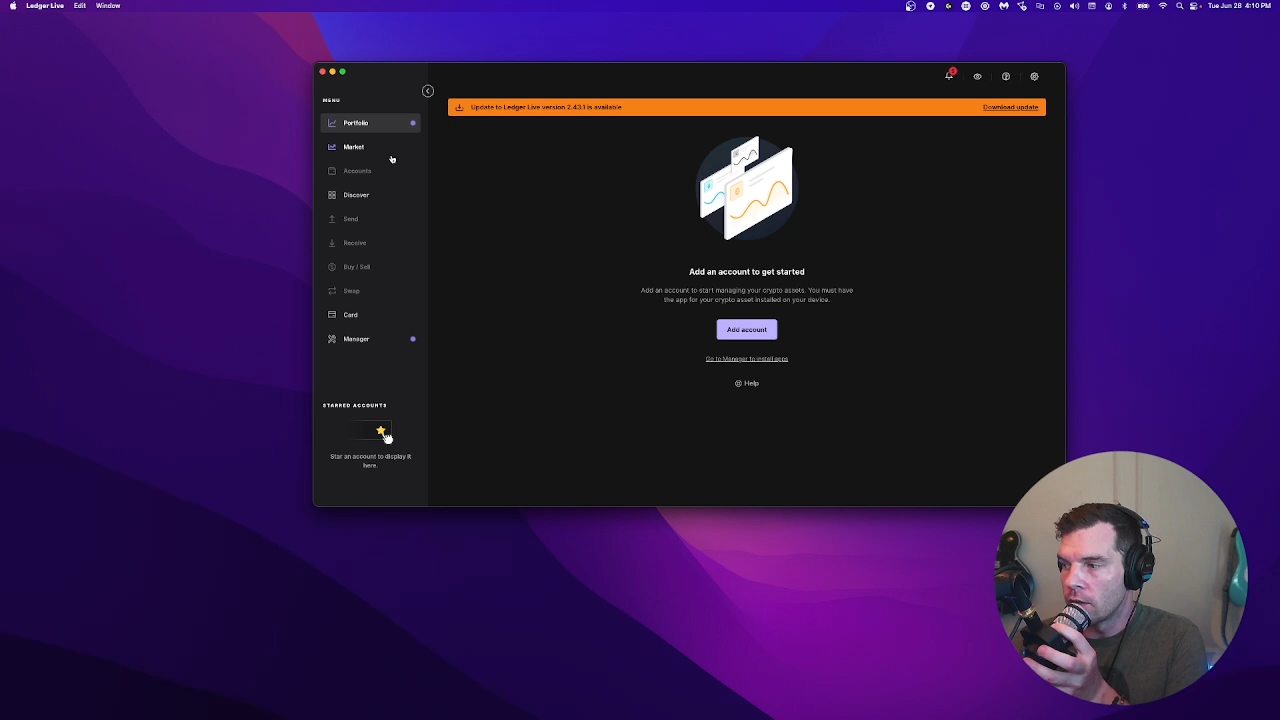 Ledger Live Edit Window
Tue Jun 28 4:10 PM
MENU
Portfolio
Market
Accounts
Discover
Send
Receive
Buy / Sell
Swap
Card
Manager
STARRED ACCOUNTS
Star an account to display it
here.
Update to Ledger Live version 2.43.1 is available
Download update
Add an account to get started
Add an account to start managing your crypto assets. You must have
the app for your crypto asset installed on your device.
Add account
Go to Manager to install apps
Help